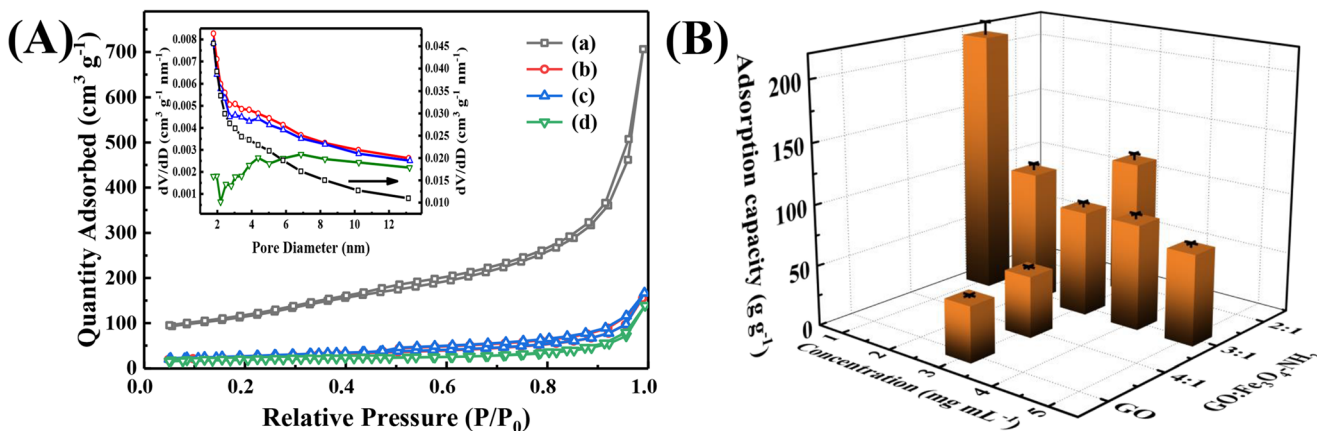 (A)
Quantity Adsorbed (cm³ g⁻¹)
700
600
500
400
300
200
100
0
0.0 0.2 0.4 0.6 0.8 1.0
Relative Pressure (P/P₀)
(a)
(b)
(c)
(d)
dV/dD (cm³ g⁻¹ nm⁻¹)
0.008
0.007
0.006
0.005
0.004
0.003
0.002
0.001
0.045
0.040
0.035
0.030
0.025
0.020
0.015
0.010
dV/dD (cm³ g⁻¹ nm⁻¹)
2 4 6 8 10 12
Pore Diameter (nm)
(B)
Adsorption capacity (g g⁻¹)
200
150
100
50
0
1 2 3 4 5
Concentration (mg mL⁻¹)
GO 4:1 3:1 2:1
GO:Fe₃O₄-NH₂